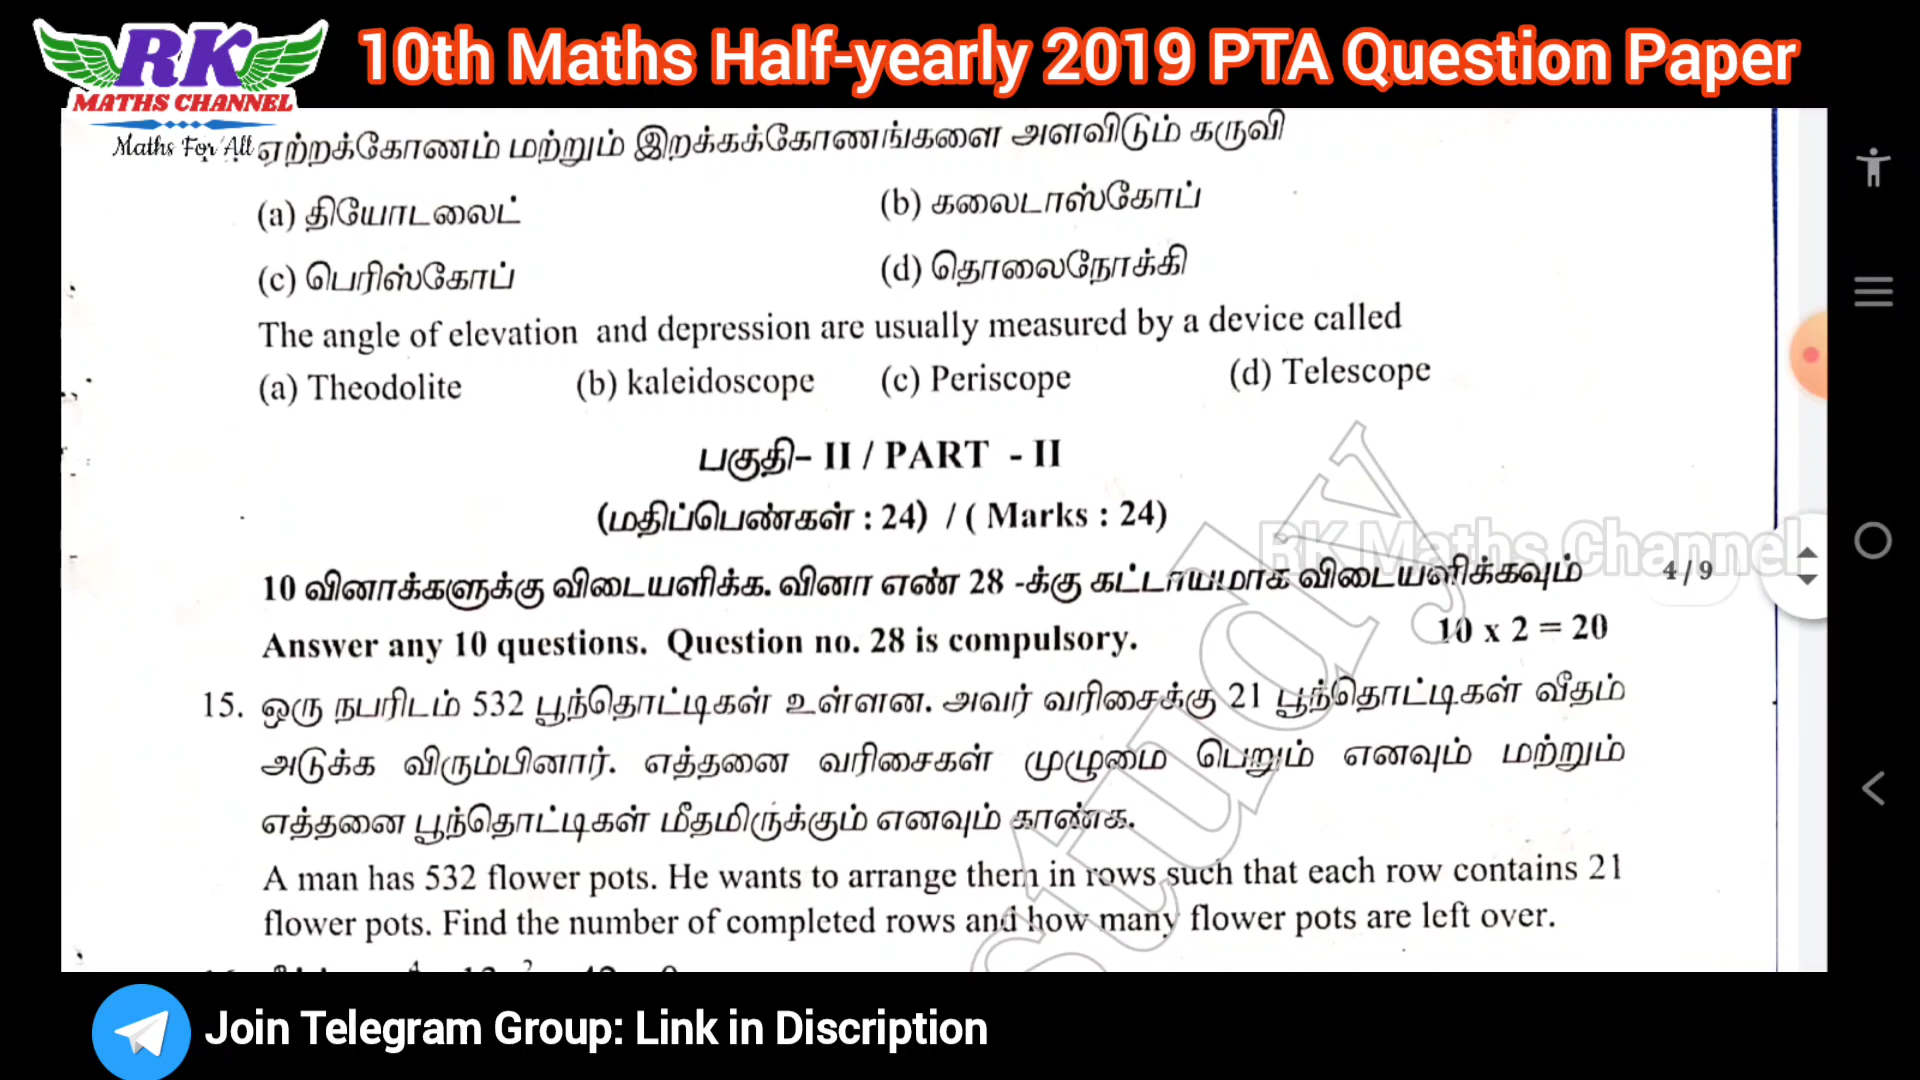 RK
MATHS CHANNEL
Maths For All
10th Maths Half-yearly 2019 PTA Question Paper
ஏற்றக்கோணம் மற்றும் இறக்கக்கோணங்களை அளவிடும் கருவி
(a) தியோடலைட்
(b) கலைடாஸ்கோப்
(c) பெரிஸ்கோப்
(d) தொலைநோக்கி
The angle of elevation and depression are usually measured by a device called
(a) Theodolite (b) kaleidoscope (c) Periscope (d) Telescope
பகுதி– II / PART - II
(மதிப்பெண்கள் : 24) / ( Marks : 24)
RK Maths Channel
10 வினாக்களுக்கு விடையளிக்க. வினா எண் 28 -க்கு கட்டாயமாக விடையளிக்கவும்
4/9
Answer any 10 questions. Question no. 28 is compulsory. 10 x 2 = 20
15. ஒரு நபரிடம் 532 பூந்தொட்டிகள் உள்ளன. அவர் வரிசைக்கு 21 பூந்தொட்டிகள் வீதம்
அடுக்க விரும்பினார். எத்தனை வரிசைகள் முழுமை பெறும் எனவும் மற்றும்
எத்தனை பூந்தொட்டிகள் மீதமிருக்கும் எனவும் காண்க.
A man has 532 flower pots. He wants to arrange them in rows such that each row contains 21
flower pots. Find the number of completed rows and how many flower pots are left over.
study
Join Telegram Group: Link in Discription